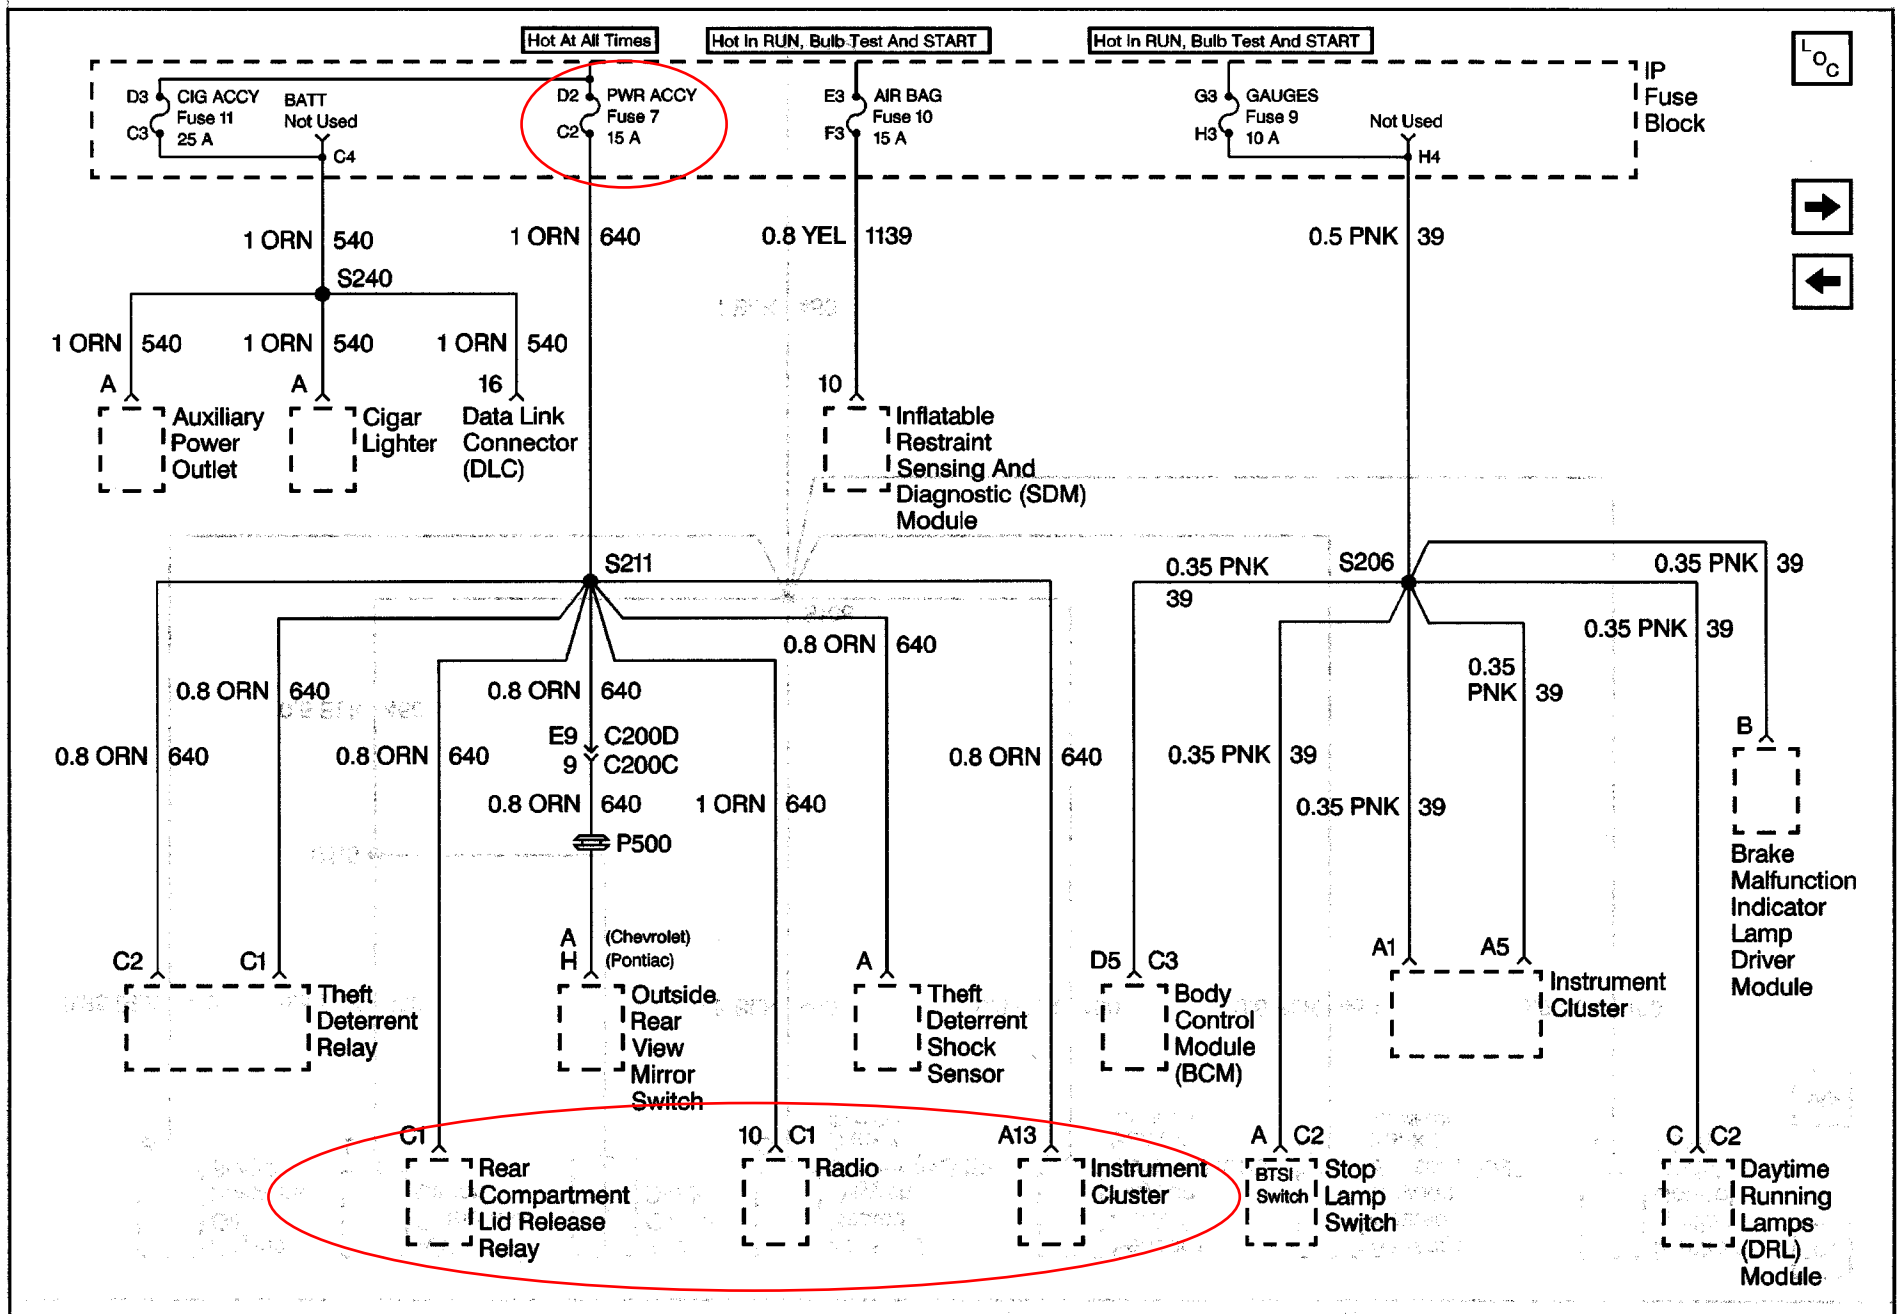 Hot At All Times
Hot In RUN, Bulb Test And START
Hot In RUN, Bulb Test And START
L
O
C
D3
CIG ACCY
Fuse 11
25 A
C3
BATT
Not Used
C4
D2
PWR ACCY
Fuse 7
15 A
C2
E3
AIR BAG
Fuse 10
15 A
F3
G3
GAUGES
Fuse 9
10 A
H3
Not Used
H4
IP
Fuse
Block
1 ORN 540
1 ORN 640
0.8 YEL 1139
0.5 PNK 39
S240
1 ORN 540
1 ORN 540
1 ORN 540
A
Auxiliary
Power
Outlet
A
Cigar
Lighter
16
Data Link
Connector
(DLC)
10
Inflatable
Restraint
Sensing And
Diagnostic (SDM)
Module
S211
S206
0.35 PNK
39
0.35 PNK 39
0.8 ORN 640
0.35 PNK 39
0.8 ORN 640
0.8 ORN 640
0.35
PNK 39
E9 C200D
9 C200C
0.8 ORN 640
0.8 ORN 640
0.8 ORN 640
0.35 PNK 39
0.8 ORN 640
1 ORN 640
0.35 PNK 39
P500
B
Brake
Malfunction
Indicator
Lamp
Driver
Module
C2
C1
Theft
Deterrent
Relay
A (Chevrolet)
H (Pontiac)
Outside
Rear
View
Mirror
Switch
A
Theft
Deterrent
Shock
Sensor
D5 C3
Body
Control
Module
(BCM)
A1
A5
Instrument
Cluster
C1
Rear
Compartment
Lid Release
Relay
10 C1
Radio
A13
Instrument
Cluster
A C2
BTSI
Switch
Stop
Lamp
Switch
C C2
Daytime
Running
Lamps
(DRL)
Module